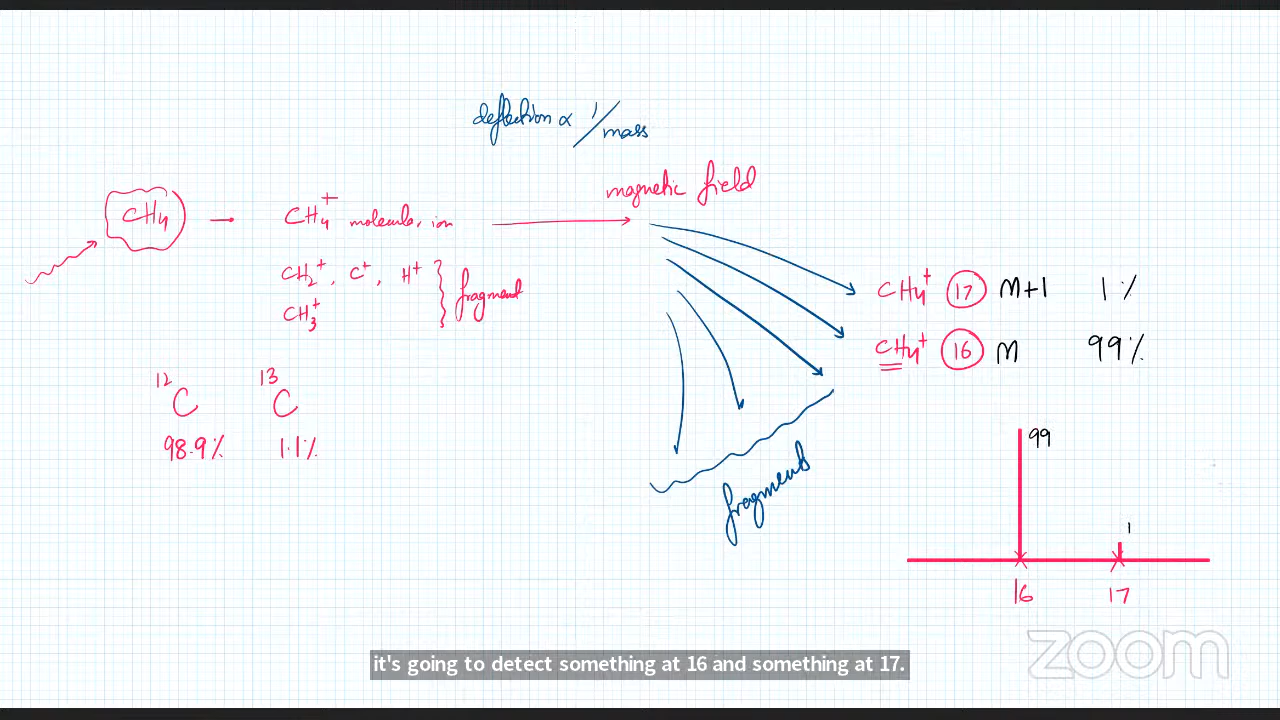 deflection ∝ 1/mass
magnetic field
CH4 → CH4+ molecular ion
CH2+, C+, H+
CH3+
} fragment
CH4+ 17 M+1 1%
CH4+ 16 M 99%
12C 13C
98.9% 1.1%
fragment
99
1
16 17
it's going to detect something at 16 and something at 17.
zoom